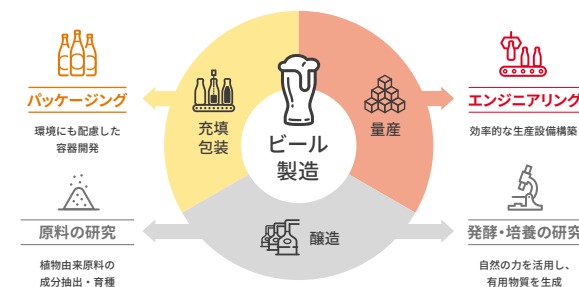 パッケージング
環境にも配慮した
容器開発
原料の研究
植物由来原料の
成分抽出・育種
充填
包装
ビール
製造
量産
醸造
エンジニアリング
効率的な生産設備構築
発酵・培養の研究
自然の力を活用し、
有用物質を生成